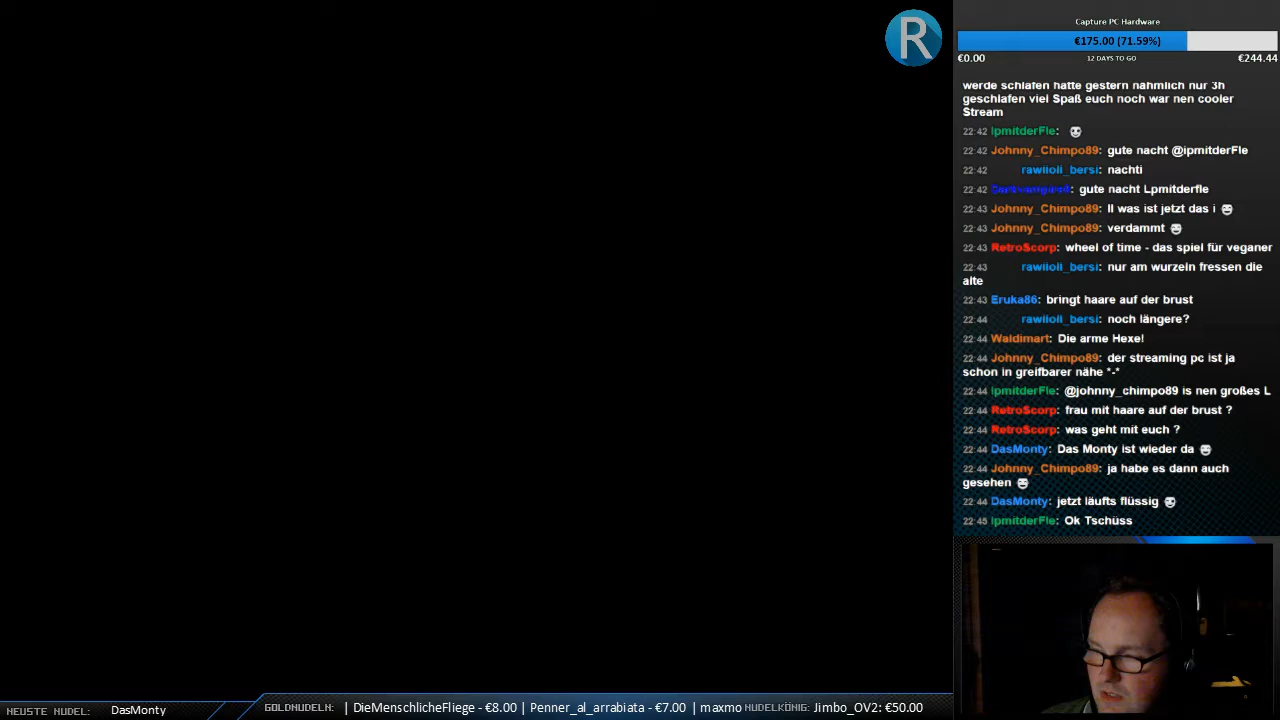 R
Capture PC Hardware
€175.00 (71.59%)
€0.00
12 DAYS TO GO
€244.44
werde schlafen hatte gestern nähmlich nur 3h
geschlafen viel Spaß euch noch war nen cooler
Stream
22:42 lpmitderFle:
22:42 Johnny_Chimpo89: gute nacht @lpmitderFle
22:42 rawiioli_bersi: nachti
22:42 gute nacht Lpmitderfle
22:43 Johnny_Chimpo89: ll was ist jetzt das i
22:43 Johnny_Chimpo89: verdammt
22:43 RetroScorp: wheel of time - das spiel für veganer
22:43 rawiioli_bersi: nur am wurzeln fressen die
alte
22:43 Eruka86: bringt haare auf der brust
22:44 rawiioli_bersi: noch längere?
22:44 Waldimart: Die arme Hexe!
22:44 Johnny_Chimpo89: der streaming pc ist ja
schon in greifbarer nähe *-*
22:44 lpmitderFle: @johnny_chimpo89 is nen großes L
22:44 RetroScorp: frau mit haare auf der brust ?
22:44 RetroScorp: was geht mit euch ?
22:44 DasMonty: Das Monty ist wieder da
22:44 Johnny_Chimpo89: ja habe es dann auch
gesehen
22:44 DasMonty: jetzt läufts flüssig
22:45 lpmitderFle: Ok Tschüss
NEUSTE NUDEL: DasMonty
GOLDNUDELN: | DieMenschlicheFliege - €8.00 | Penner_al_arrabiata - €7.00 | maxmo
NUDELKÖNIG: Jimbo_OV2: €50.00